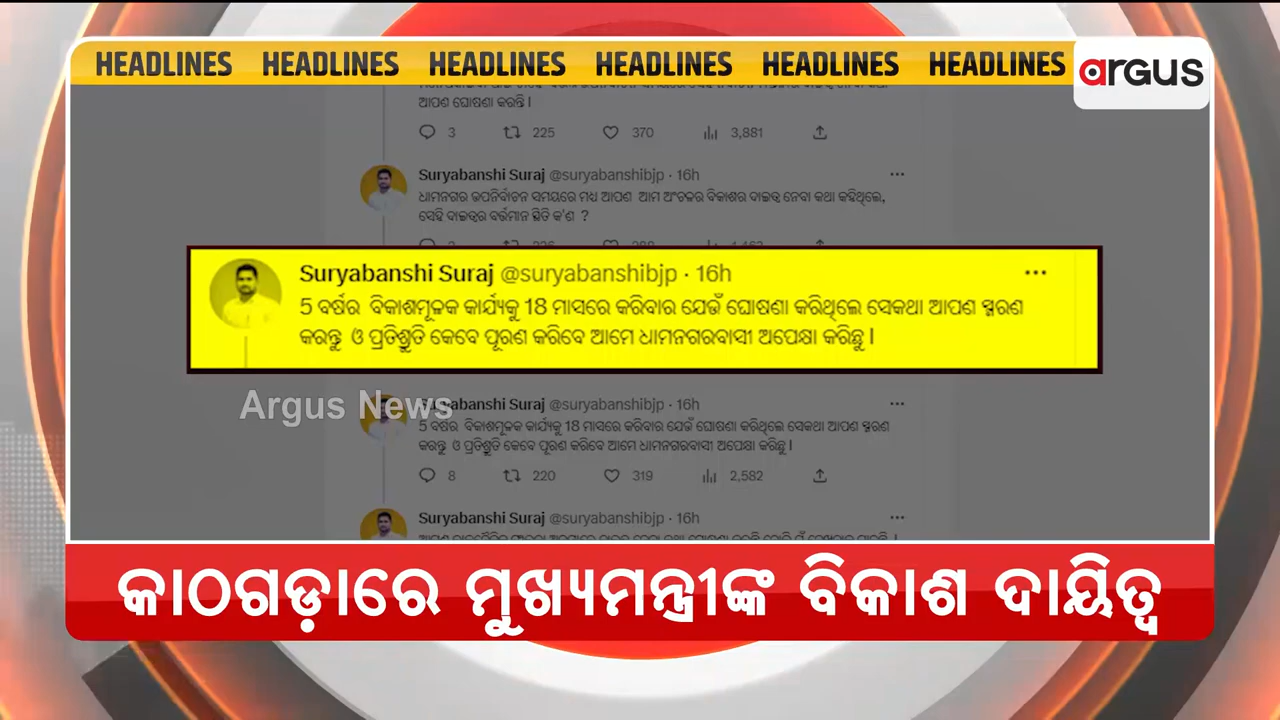 HEADLINES HEADLINES HEADLINES HEADLINES HEADLINES HEADLINES
argus
ଆପଣ ଘୋଷଣା କରନ୍ତି ।
3 225 370 3,881
Suryabanshi Suraj @suryabanshibjp · 16h
ଧାମନଗର ଉପନିର୍ବାଚନ ସମୟରେ ମଧ୍ୟ ଆପଣ ଆମ ଅଂଚଳର ବିକାଶର ଦାଇତ୍ଵ ନେବା କଥା କହିଥିଲେ,
ସେହି ଦାଇତ୍ଵର ବର୍ତ୍ତମାନ ସ୍ଥିତି କ'ଣ ?
Suryabanshi Suraj @suryabanshibjp · 16h
5 ବର୍ଷର ବିକାଶମୂଳକ କାର୍ଯ୍ୟକୁ 18 ମାସରେ କରିବାର ଯେଉଁ ଘୋଷଣା କରିଥିଲେ ସେକଥା ଆପଣ ସ୍ମରଣ
କରନ୍ତୁ ଓ ପ୍ରତିଶ୍ରୁତି କେବେ ପୂରଣ କରିବେ ଆମେ ଧାମନଗରବାସୀ ଅପେକ୍ଷା କରିଛୁ ।
Argus News
Suryabanshi Suraj @suryabanshibjp · 16h
5 ବର୍ଷର ବିକାଶମୂଳକ କାର୍ଯ୍ୟକୁ 18 ମାସରେ କରିବାର ଯେଉଁ ଘୋଷଣା କରିଥିଲେ ସେକଥା ଆପଣ ସ୍ମରଣ
କରନ୍ତୁ ଓ ପ୍ରତିଶ୍ରୁତି କେବେ ପୂରଣ କରିବେ ଆମେ ଧାମନଗରବାସୀ ଅପେକ୍ଷା କରିଛୁ ।
8 220 319 2,582
Suryabanshi Suraj @suryabanshibjp · 16h
କାଠଗଡ଼ାରେ ମୁଖ୍ୟମନ୍ତ୍ରୀଙ୍କ ବିକାଶ ଦାୟିତ୍ୱ